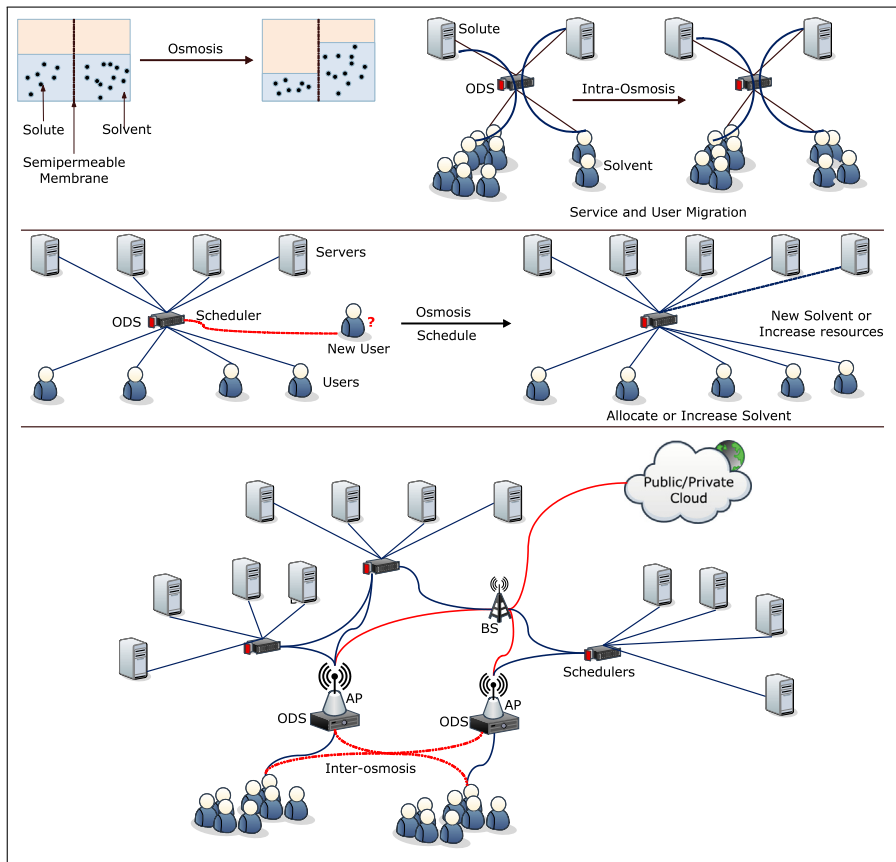 Osmosis
Solute
Solvent
Semipermeable
Membrane
Solute
ODS
Intra-Osmosis
Solvent
Service and User Migration
Servers
ODS
Scheduler
?
New User
Users
Osmosis
Schedule
New Solvent or
Increase resources
Allocate or Increase Solvent
Public/Private
Cloud
BS
Schedulers
AP
ODS
AP
ODS
Inter-osmosis